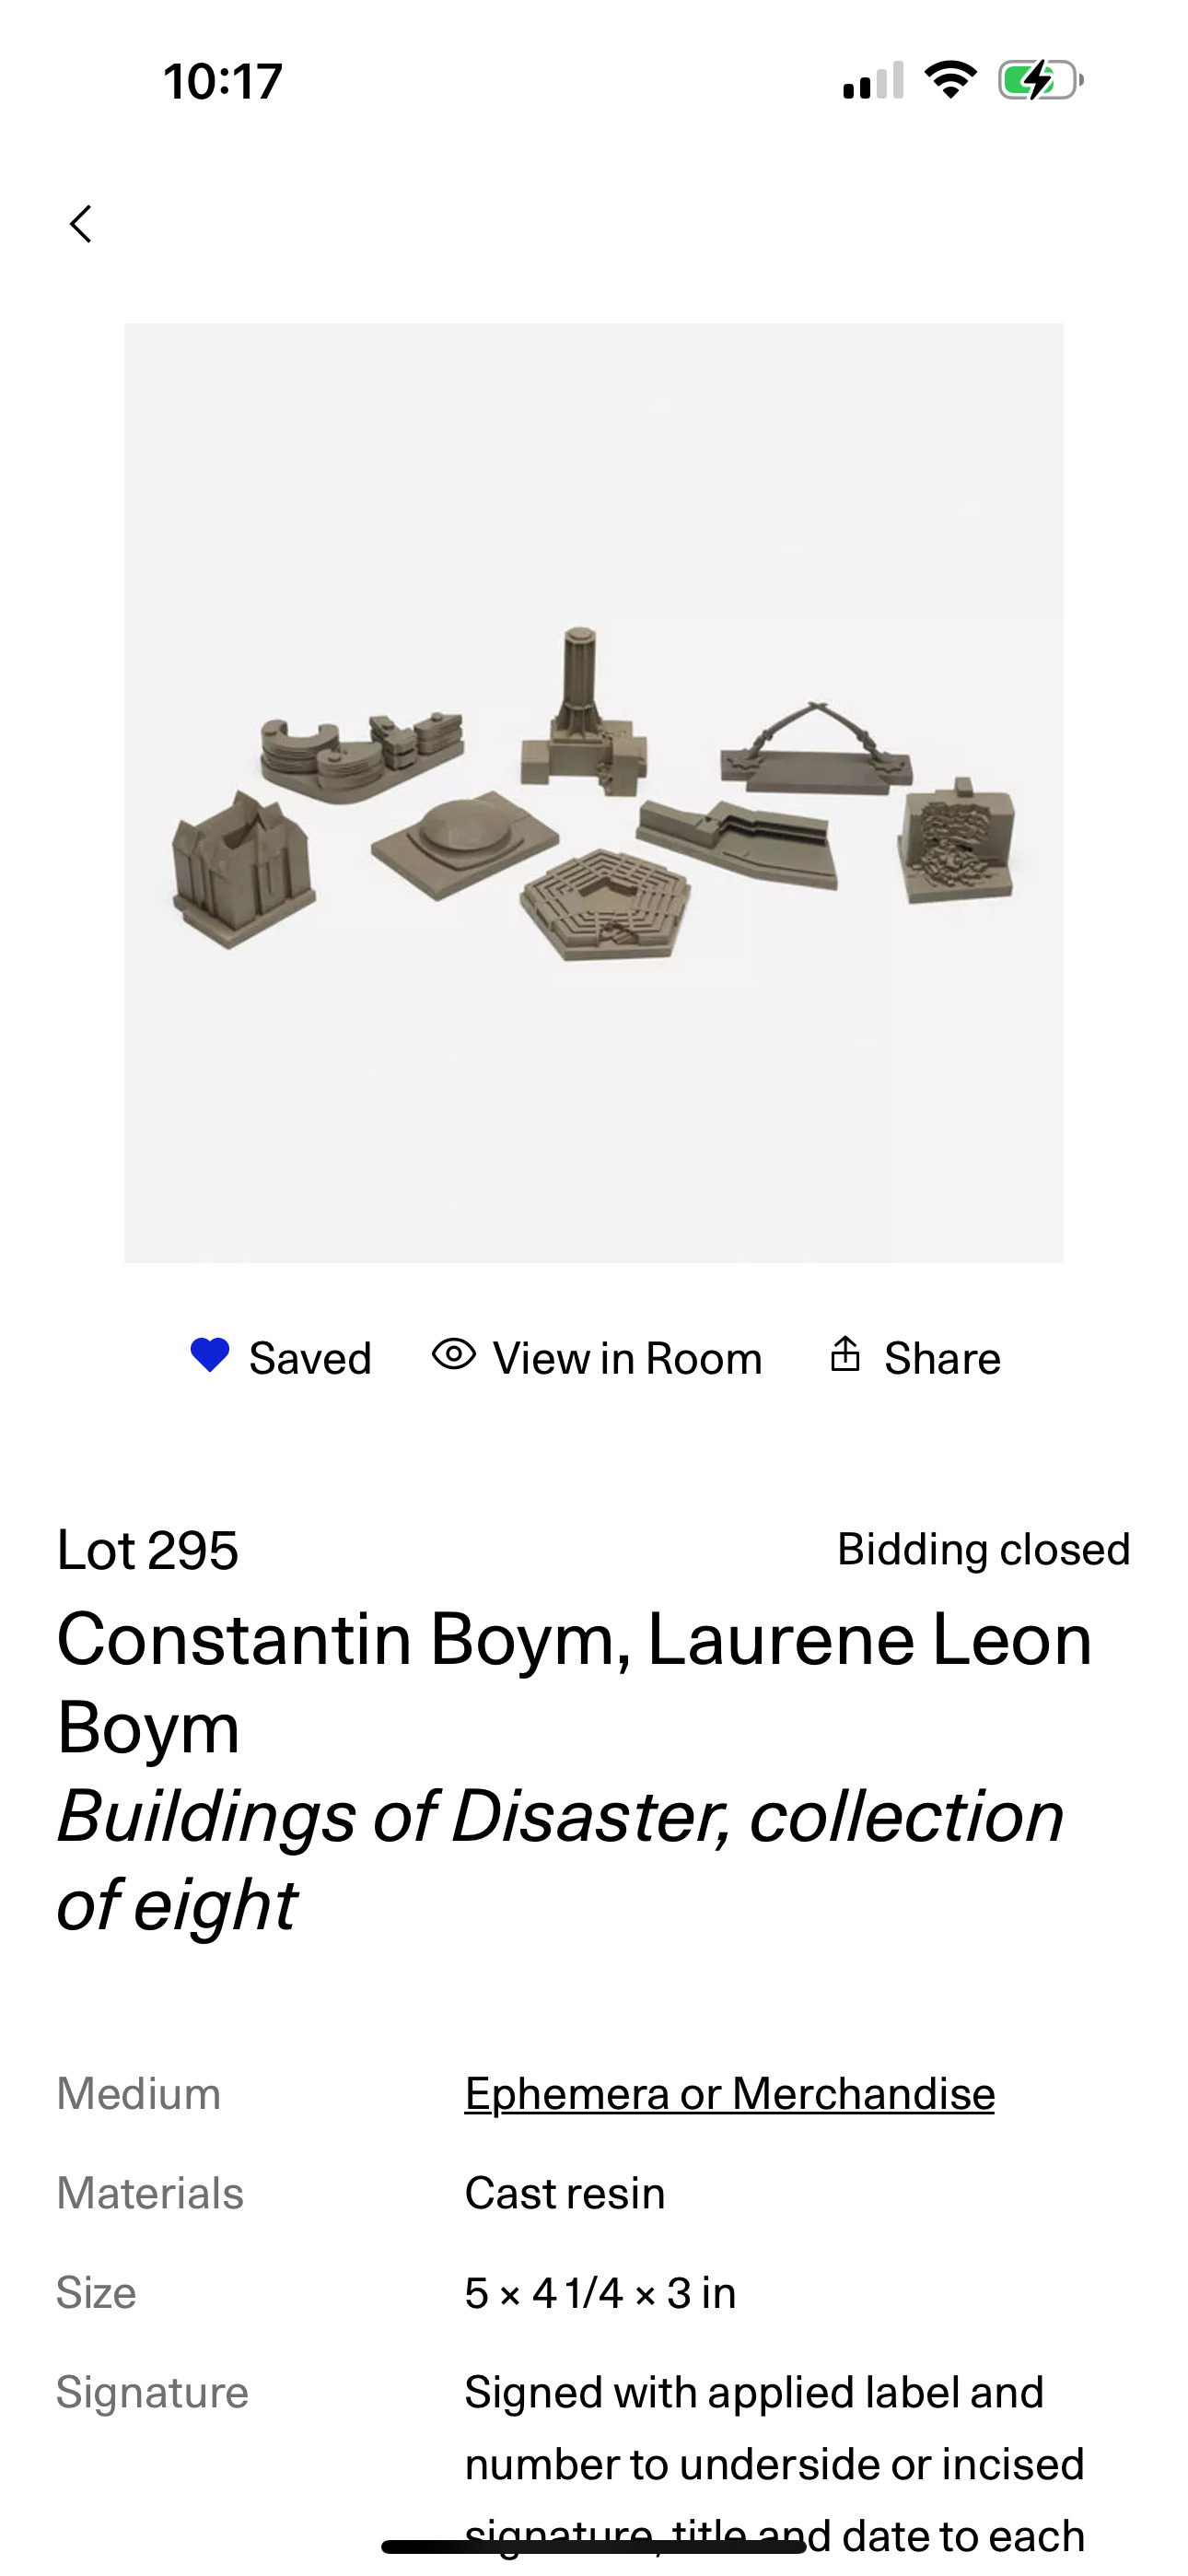 10:17
Saved View in Room Share
Lot 295 Bidding closed
Constantin Boym, Laurene Leon
Boym
Buildings of Disaster, collection
of eight
Medium Ephemera or Merchandise
Materials Cast resin
Size 5 × 4 1/4 × 3 in
Signature Signed with applied label and
number to underside or incised
signature, title and date to each